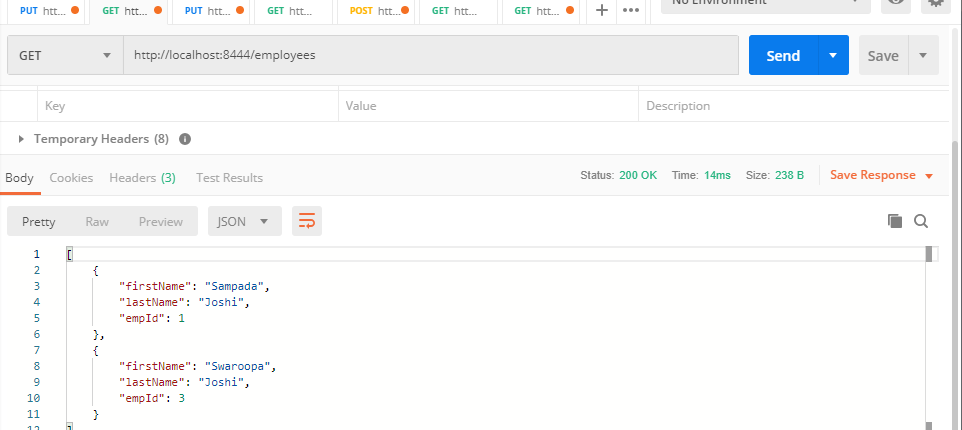 PUT htt... GET htt... PUT htt... GET htt... POST htt... GET htt... GET htt... + ••• No Environment
GET http://localhost:8444/employees Send Save
Key Value Description
Temporary Headers (8)
Body Cookies Headers (3) Test Results Status: 200 OK Time: 14ms Size: 238 B Save Response
Pretty Raw Preview JSON
1 [
2 {
3 "firstName": "Sampada",
4 "lastName": "Joshi",
5 "empId": 1
6 },
7 {
8 "firstName": "Swaroopa",
9 "lastName": "Joshi",
10 "empId": 3
11 }
12 ]